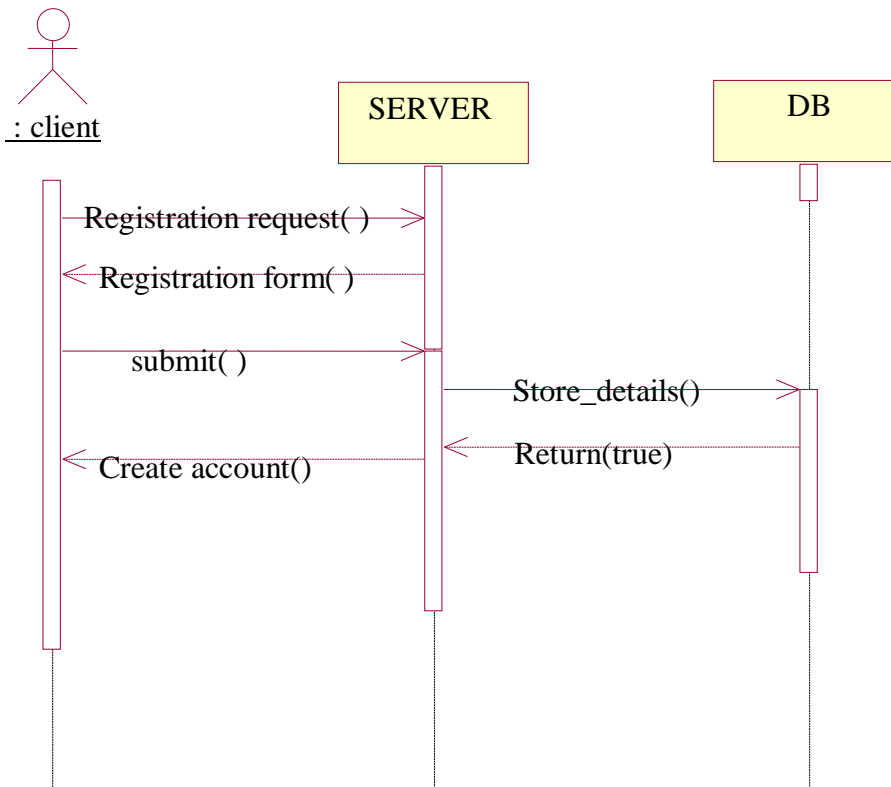 : client
SERVER
DB
Registration request( )
Registration form( )
submit( )
Store_details()
Return(true)
Create account()